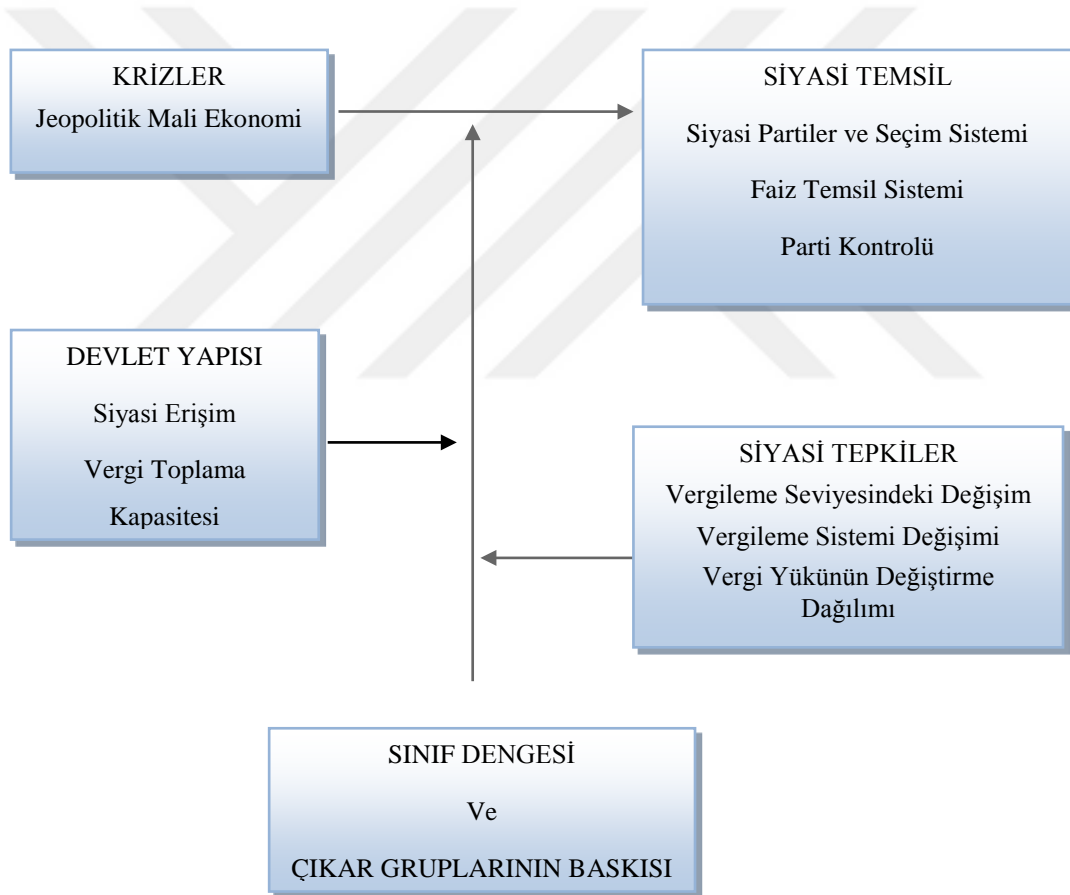 KRİZLER
Jeopolitik Mali Ekonomi
SİYASİ TEMSİL
Siyasi Partiler ve Seçim Sistemi
Faiz Temsil Sistemi
Parti Kontrolü
DEVLET YAPISI
Siyasi Erişim
Vergi Toplama
Kapasitesi
SİYASİ TEPKİLER
Vergileme Seviyesindeki Değişim
Vergileme Sistemi Değişimi
Vergi Yükünün Değiştirme
Dağılımı
SINIF DENGESİ
Ve
ÇIKAR GRUPLARININ BASKISI